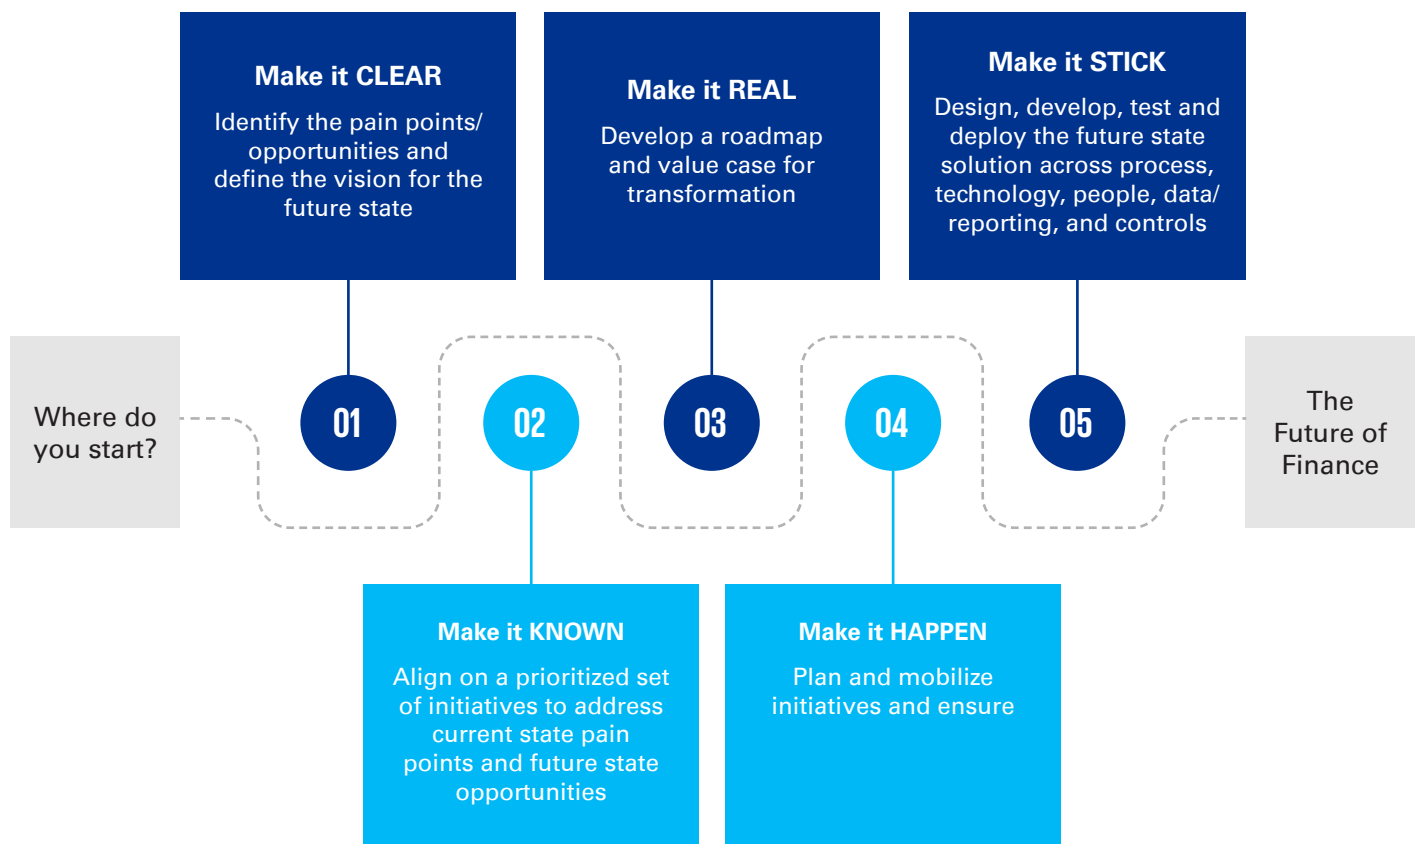 Where do
you start?
01
Make it CLEAR
Identify the pain points/
opportunities and
define the vision for the
future state
02
Make it KNOWN
Align on a prioritized set
of initiatives to address
current state pain
points and future state
opportunities
03
Make it REAL
Develop a roadmap
and value case for
transformation
04
Make it HAPPEN
Plan and mobilize
initiatives and ensure
05
Make it STICK
Design, develop, test and
deploy the future state
solution across process,
technology, people, data/
reporting, and controls
The
Future of
Finance